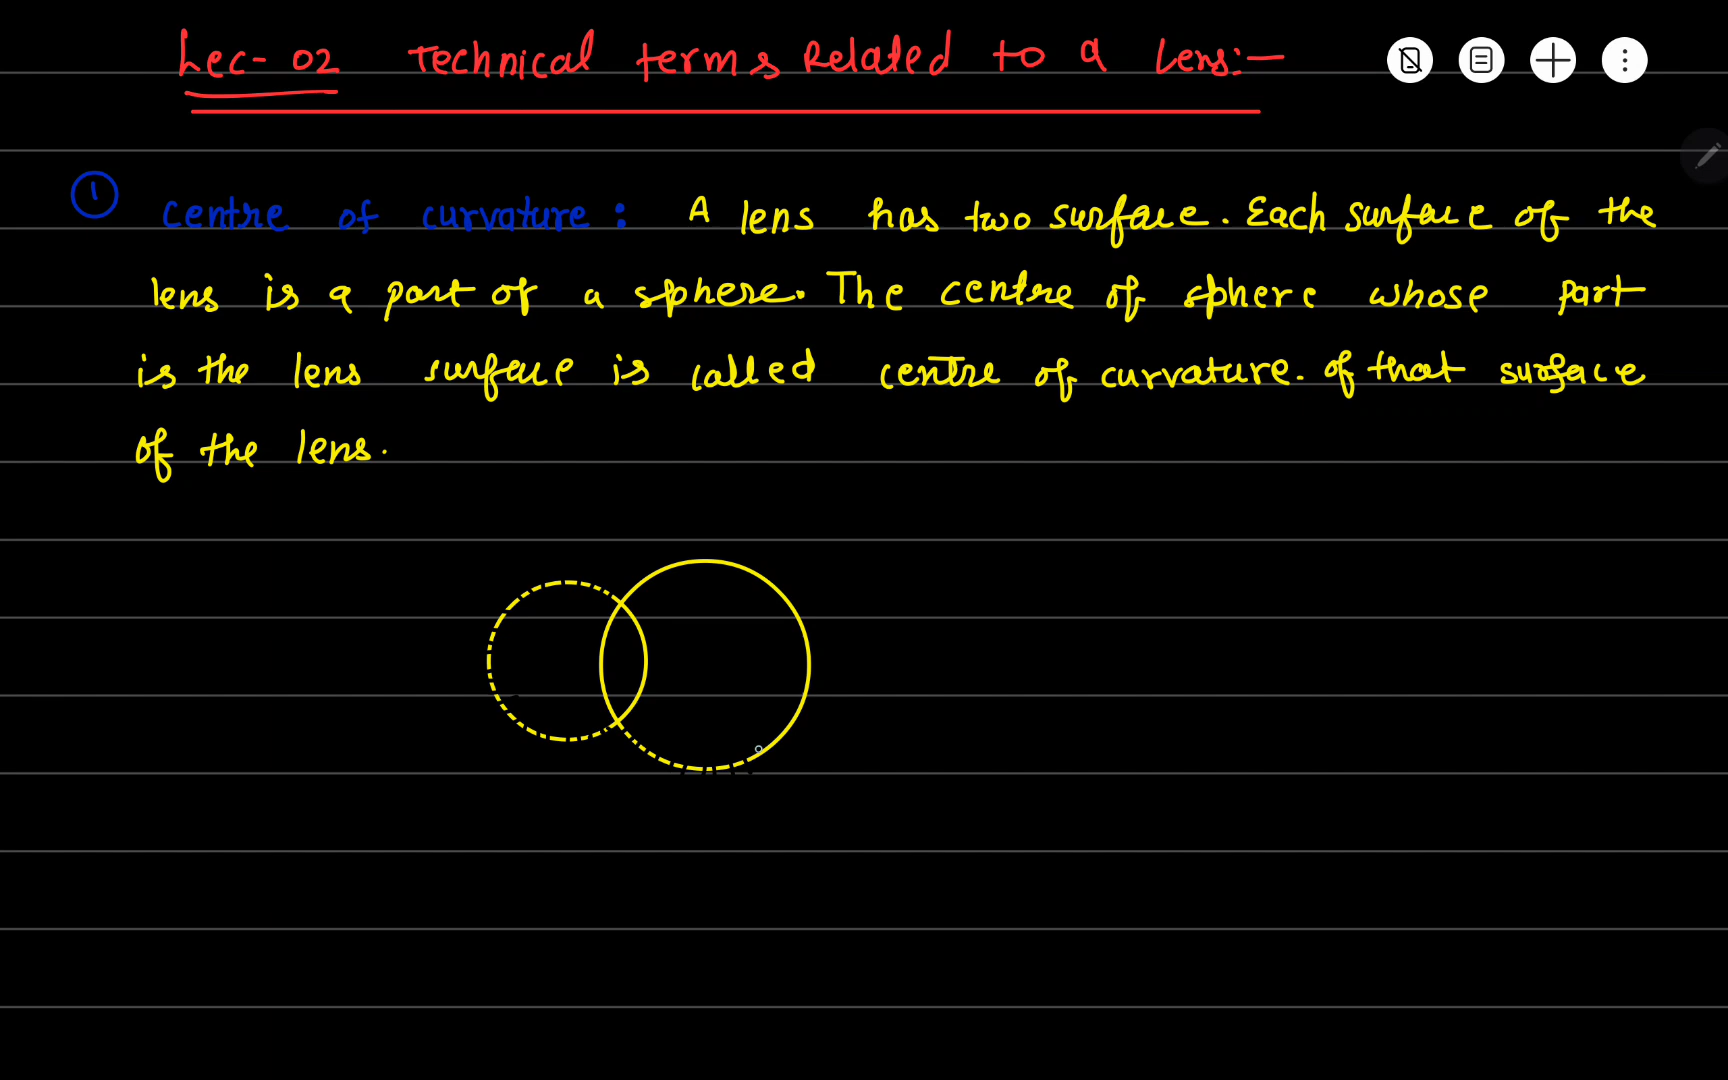 Lec- 02 Technical terms Related to a Lens:-
① Centre of curvature : A lens has two surface. Each surface of the
lens is a part of a sphere. The centre of sphere whose part
is the lens surface is called centre of curvature. of that surface
of the lens.